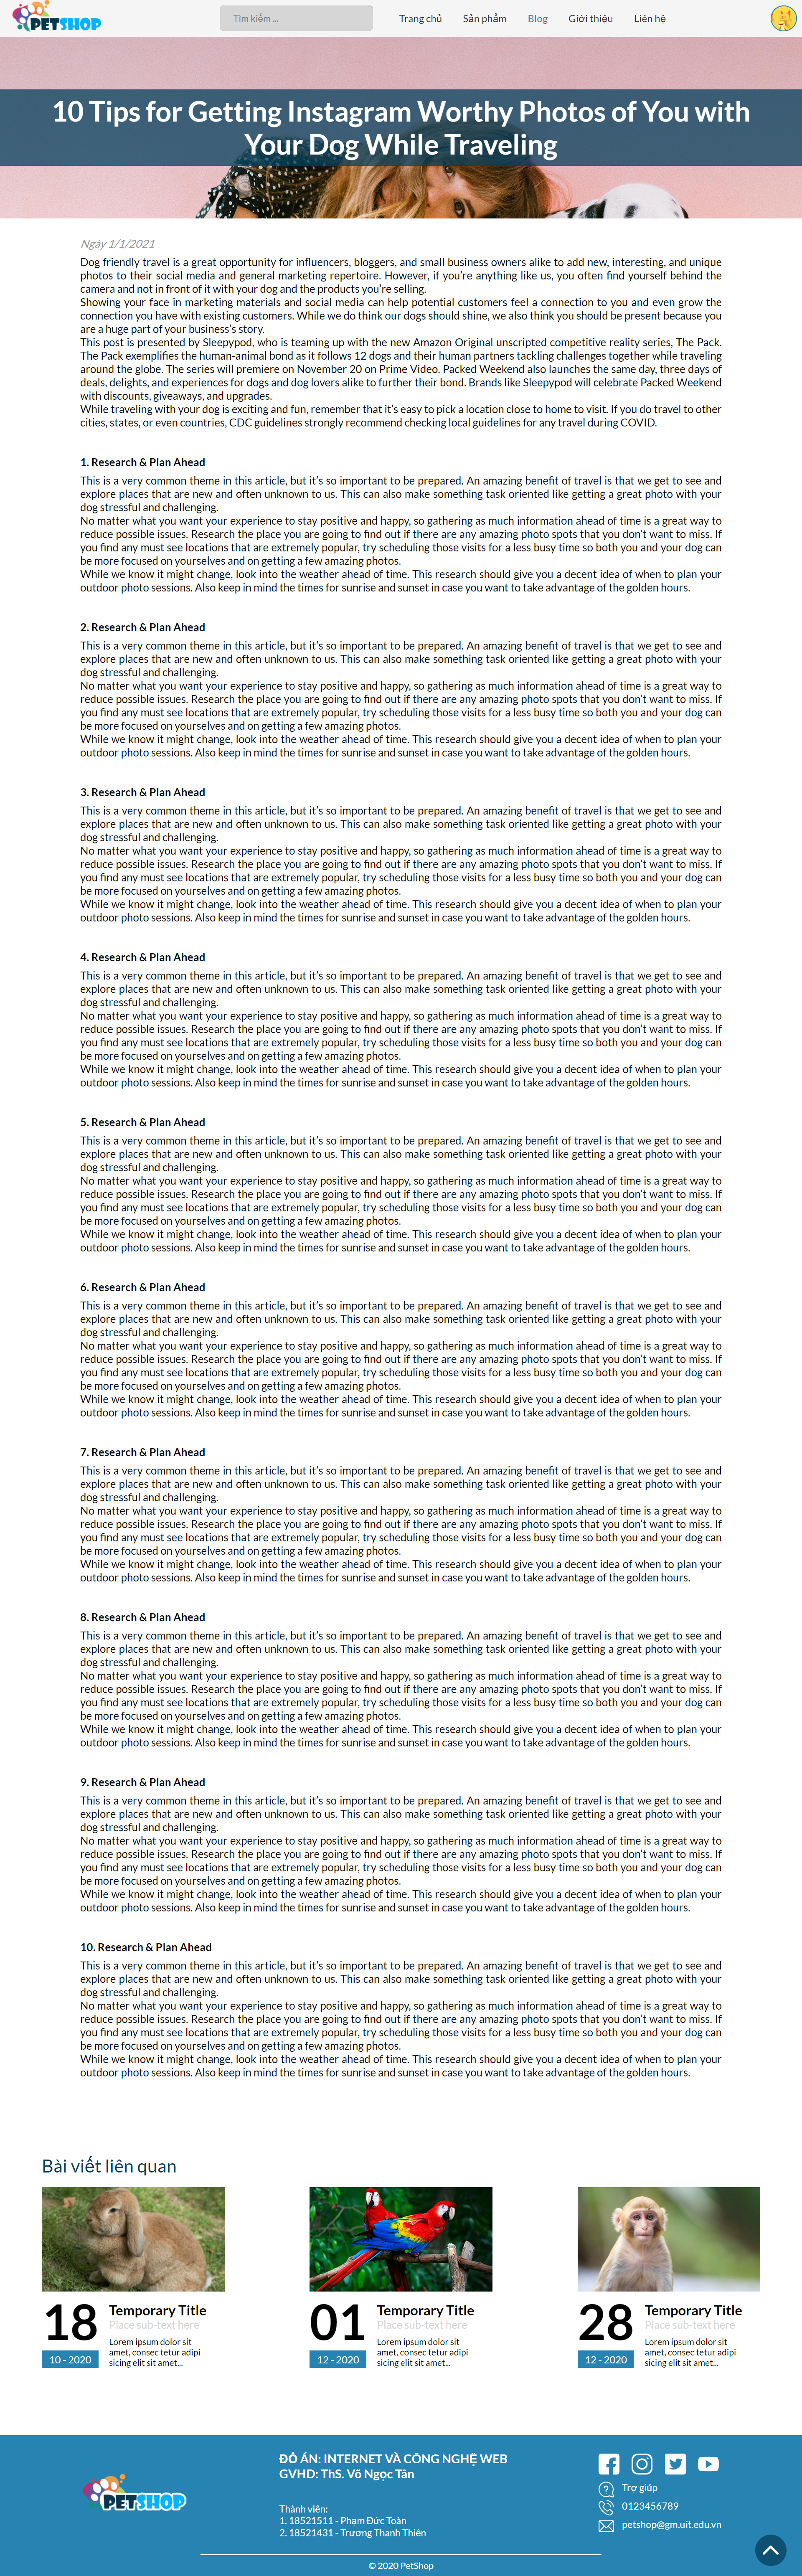 PETSHOP
Tìm kiếm ...
Trang chủ
Sản phẩm
Blog
Giới thiệu
Liên hệ
10 Tips for Getting Instagram Worthy Photos of You with
Your Dog While Traveling
Ngày 1/1/2021
Dog friendly travel is a great opportunity for influencers, bloggers, and small business owners alike to add new, interesting, and unique
photos to their social media and general marketing repertoire. However, if you're anything like us, you often find yourself behind the
camera and not in front of it with your dog and the products you're selling.
Showing your face in marketing materials and social media can help potential customers feel a connection to you and even grow the
connection you have with existing customers. While we do think our dogs should shine, we also think you should be present because you
are a huge part of your business's story.
This post is presented by Sleepypod, who is teaming up with the new Amazon Original unscripted competitive reality series, The Pack.
The Pack exemplifies the human-animal bond as it follows 12 dogs and their human partners tackling challenges together while traveling
around the globe. The series will premiere on November 20 on Prime Video. Packed Weekend also launches the same day, three days of
deals, delights, and experiences for dogs and dog lovers alike to further their bond. Brands like Sleepypod will celebrate Packed Weekend
with discounts, giveaways, and upgrades.
While traveling with your dog is exciting and fun, remember that it's easy to pick a location close to home to visit. If you do travel to other
cities, states, or even countries, CDC guidelines strongly recommend checking local guidelines for any travel during COVID.
1. Research & Plan Ahead
This is a very common theme in this article, but it's so important to be prepared. An amazing benefit of travel is that we get to see and
explore places that are new and often unknown to us. This can also make something task oriented like getting a great photo with your
dog stressful and challenging.
No matter what you want your experience to stay positive and happy, so gathering as much information ahead of time is a great way to
reduce possible issues. Research the place you are going to find out if there are any amazing photo spots that you don't want to miss. If
you find any must see locations that are extremely popular, try scheduling those visits for a less busy time so both you and your dog can
be more focused on yourselves and on getting a few amazing photos.
While we know it might change, look into the weather ahead of time. This research should give you a decent idea of when to plan your
outdoor photo sessions. Also keep in mind the times for sunrise and sunset in case you want to take advantage of the golden hours.
2. Research & Plan Ahead
This is a very common theme in this article, but it's so important to be prepared. An amazing benefit of travel is that we get to see and
explore places that are new and often unknown to us. This can also make something task oriented like getting a great photo with your
dog stressful and challenging.
No matter what you want your experience to stay positive and happy, so gathering as much information ahead of time is a great way to
reduce possible issues. Research the place you are going to find out if there are any amazing photo spots that you don't want to miss. If
you find any must see locations that are extremely popular, try scheduling those visits for a less busy time so both you and your dog can
be more focused on yourselves and on getting a few amazing photos.
While we know it might change, look into the weather ahead of time. This research should give you a decent idea of when to plan your
outdoor photo sessions. Also keep in mind the times for sunrise and sunset in case you want to take advantage of the golden hours.
3. Research & Plan Ahead
This is a very common theme in this article, but it's so important to be prepared. An amazing benefit of travel is that we get to see and
explore places that are new and often unknown to us. This can also make something task oriented like getting a great photo with your
dog stressful and challenging.
No matter what you want your experience to stay positive and happy, so gathering as much information ahead of time is a great way to
reduce possible issues. Research the place you are going to find out if there are any amazing photo spots that you don't want to miss. If
you find any must see locations that are extremely popular, try scheduling those visits for a less busy time so both you and your dog can
be more focused on yourselves and on getting a few amazing photos.
While we know it might change, look into the weather ahead of time. This research should give you a decent idea of when to plan your
outdoor photo sessions. Also keep in mind the times for sunrise and sunset in case you want to take advantage of the golden hours.
4. Research & Plan Ahead
This is a very common theme in this article, but it's so important to be prepared. An amazing benefit of travel is that we get to see and
explore places that are new and often unknown to us. This can also make something task oriented like getting a great photo with your
dog stressful and challenging.
No matter what you want your experience to stay positive and happy, so gathering as much information ahead of time is a great way to
reduce possible issues. Research the place you are going to find out if there are any amazing photo spots that you don't want to miss. If
you find any must see locations that are extremely popular, try scheduling those visits for a less busy time so both you and your dog can
be more focused on yourselves and on getting a few amazing photos.
While we know it might change, look into the weather ahead of time. This research should give you a decent idea of when to plan your
outdoor photo sessions. Also keep in mind the times for sunrise and sunset in case you want to take advantage of the golden hours.
5. Research & Plan Ahead
This is a very common theme in this article, but it's so important to be prepared. An amazing benefit of travel is that we get to see and
explore places that are new and often unknown to us. This can also make something task oriented like getting a great photo with your
dog stressful and challenging.
No matter what you want your experience to stay positive and happy, so gathering as much information ahead of time is a great way to
reduce possible issues. Research the place you are going to find out if there are any amazing photo spots that you don't want to miss. If
you find any must see locations that are extremely popular, try scheduling those visits for a less busy time so both you and your dog can
be more focused on yourselves and on getting a few amazing photos.
While we know it might change, look into the weather ahead of time. This research should give you a decent idea of when to plan your
outdoor photo sessions. Also keep in mind the times for sunrise and sunset in case you want to take advantage of the golden hours.
6. Research & Plan Ahead
This is a very common theme in this article, but it's so important to be prepared. An amazing benefit of travel is that we get to see and
explore places that are new and often unknown to us. This can also make something task oriented like getting a great photo with your
dog stressful and challenging.
No matter what you want your experience to stay positive and happy, so gathering as much information ahead of time is a great way to
reduce possible issues. Research the place you are going to find out if there are any amazing photo spots that you don't want to miss. If
you find any must see locations that are extremely popular, try scheduling those visits for a less busy time so both you and your dog can
be more focused on yourselves and on getting a few amazing photos.
While we know it might change, look into the weather ahead of time. This research should give you a decent idea of when to plan your
outdoor photo sessions. Also keep in mind the times for sunrise and sunset in case you want to take advantage of the golden hours.
7. Research & Plan Ahead
This is a very common theme in this article, but it's so important to be prepared. An amazing benefit of travel is that we get to see and
explore places that are new and often unknown to us. This can also make something task oriented like getting a great photo with your
dog stressful and challenging.
No matter what you want your experience to stay positive and happy, so gathering as much information ahead of time is a great way to
reduce possible issues. Research the place you are going to find out if there are any amazing photo spots that you don't want to miss. If
you find any must see locations that are extremely popular, try scheduling those visits for a less busy time so both you and your dog can
be more focused on yourselves and on getting a few amazing photos.
While we know it might change, look into the weather ahead of time. This research should give you a decent idea of when to plan your
outdoor photo sessions. Also keep in mind the times for sunrise and sunset in case you want to take advantage of the golden hours.
8. Research & Plan Ahead
This is a very common theme in this article, but it's so important to be prepared. An amazing benefit of travel is that we get to see and
explore places that are new and often unknown to us. This can also make something task oriented like getting a great photo with your
dog stressful and challenging.
No matter what you want your experience to stay positive and happy, so gathering as much information ahead of time is a great way to
reduce possible issues. Research the place you are going to find out if there are any amazing photo spots that you don't want to miss. If
you find any must see locations that are extremely popular, try scheduling those visits for a less busy time so both you and your dog can
be more focused on yourselves and on getting a few amazing photos.
While we know it might change, look into the weather ahead of time. This research should give you a decent idea of when to plan your
outdoor photo sessions. Also keep in mind the times for sunrise and sunset in case you want to take advantage of the golden hours.
9. Research & Plan Ahead
This is a very common theme in this article, but it's so important to be prepared. An amazing benefit of travel is that we get to see and
explore places that are new and often unknown to us. This can also make something task oriented like getting a great photo with your
dog stressful and challenging.
No matter what you want your experience to stay positive and happy, so gathering as much information ahead of time is a great way to
reduce possible issues. Research the place you are going to find out if there are any amazing photo spots that you don't want to miss. If
you find any must see locations that are extremely popular, try scheduling those visits for a less busy time so both you and your dog can
be more focused on yourselves and on getting a few amazing photos.
While we know it might change, look into the weather ahead of time. This research should give you a decent idea of when to plan your
outdoor photo sessions. Also keep in mind the times for sunrise and sunset in case you want to take advantage of the golden hours.
10. Research & Plan Ahead
This is a very common theme in this article, but it's so important to be prepared. An amazing benefit of travel is that we get to see and
explore places that are new and often unknown to us. This can also make something task oriented like getting a great photo with your
dog stressful and challenging.
No matter what you want your experience to stay positive and happy, so gathering as much information ahead of time is a great way to
reduce possible issues. Research the place you are going to find out if there are any amazing photo spots that you don't want to miss. If
you find any must see locations that are extremely popular, try scheduling those visits for a less busy time so both you and your dog can
be more focused on yourselves and on getting a few amazing photos.
While we know it might change, look into the weather ahead of time. This research should give you a decent idea of when to plan your
outdoor photo sessions. Also keep in mind the times for sunrise and sunset in case you want to take advantage of the golden hours.
Bài viết liên quan
18
10 - 2020
Temporary Title
Place sub-text here
Lorem ipsum dolor sit
amet, consec tetur adipi
sicing elit sit amet...
01
12 - 2020
Temporary Title
Place sub-text here
Lorem ipsum dolor sit
amet, consec tetur adipi
sicing elit sit amet...
28
12 - 2020
Temporary Title
Place sub-text here
Lorem ipsum dolor sit
amet, consec tetur adipi
sicing elit sit amet...
PETSHOP
ĐỒ ÁN: INTERNET VÀ CÔNG NGHỆ WEB
GVHD: ThS. Võ Ngọc Tân
Thành viên:
1. 18521511 - Phạm Đức Toàn
2. 18521431 - Trương Thanh Thiên
Trợ giúp
0123456789
petshop@gm.uit.edu.vn
© 2020 PetShop